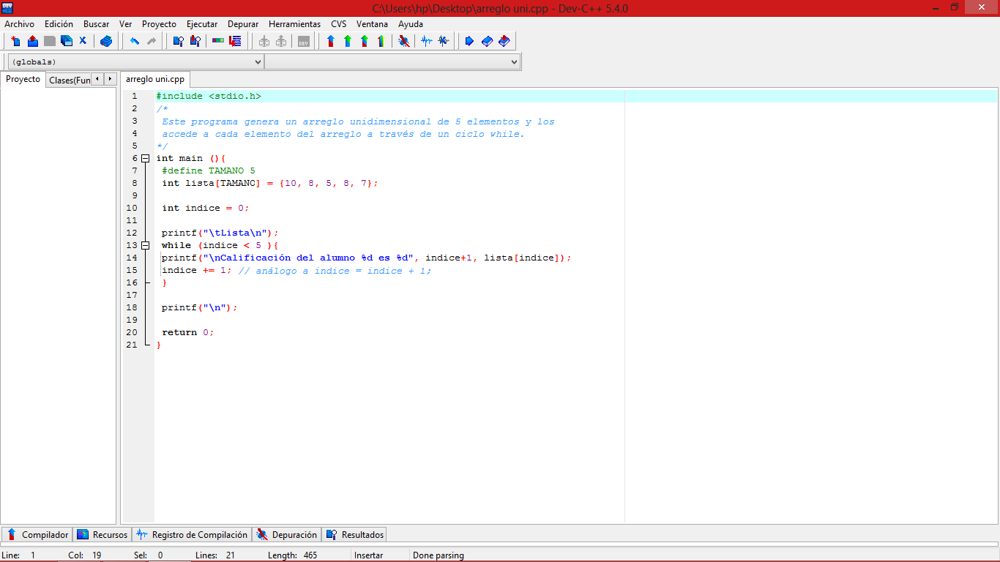 C:\Users\hp\Desktop\arreglo uni.cpp - Dev-C++ 5.4.0
Archivo Edición Buscar Ver Proyecto Ejecutar Depurar Herramientas CVS Ventana Ayuda
(globals)
Proyecto Clases(Fun
arreglo uni.cpp
1 #include <stdio.h>
2 /*
3 Este programa genera un arreglo unidimensional de 5 elementos y los
4 accede a cada elemento del arreglo a través de un ciclo while.
5 */
6 int main (){
7 #define TAMANO 5
8 int lista[TAMANO] = {10, 8, 5, 8, 7};
9
10 int indice = 0;
11
12 printf("\tLista\n");
13 while (indice < 5 ){
14 printf("\nCalificación del alumno %d es %d", indice+1, lista[indice]);
15 indice += 1; // análogo a indice = indice + 1;
16 }
17
18 printf("\n");
19
20 return 0;
21 }
Compilador Recursos Registro de Compilación Depuración Resultados
Line: 1 Col: 19 Sel: 0 Lines: 21 Length: 465 Insertar Done parsing